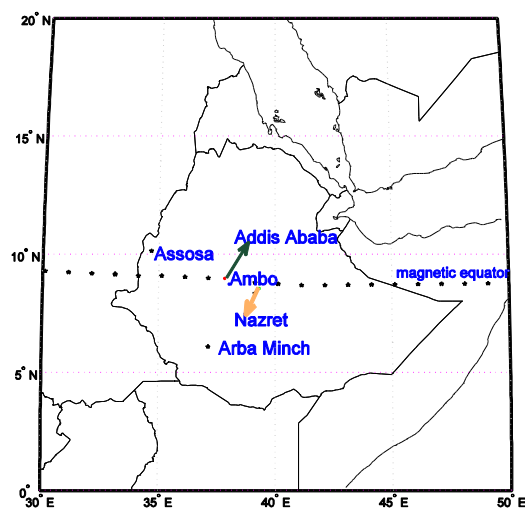 20° N
15° N
Addis Ababa
Assosa
10° N
magnetic equator
Ambo
Nazret
Arba Minch
5° N
0°
30° E
35° E
40° E
45° E
50° E